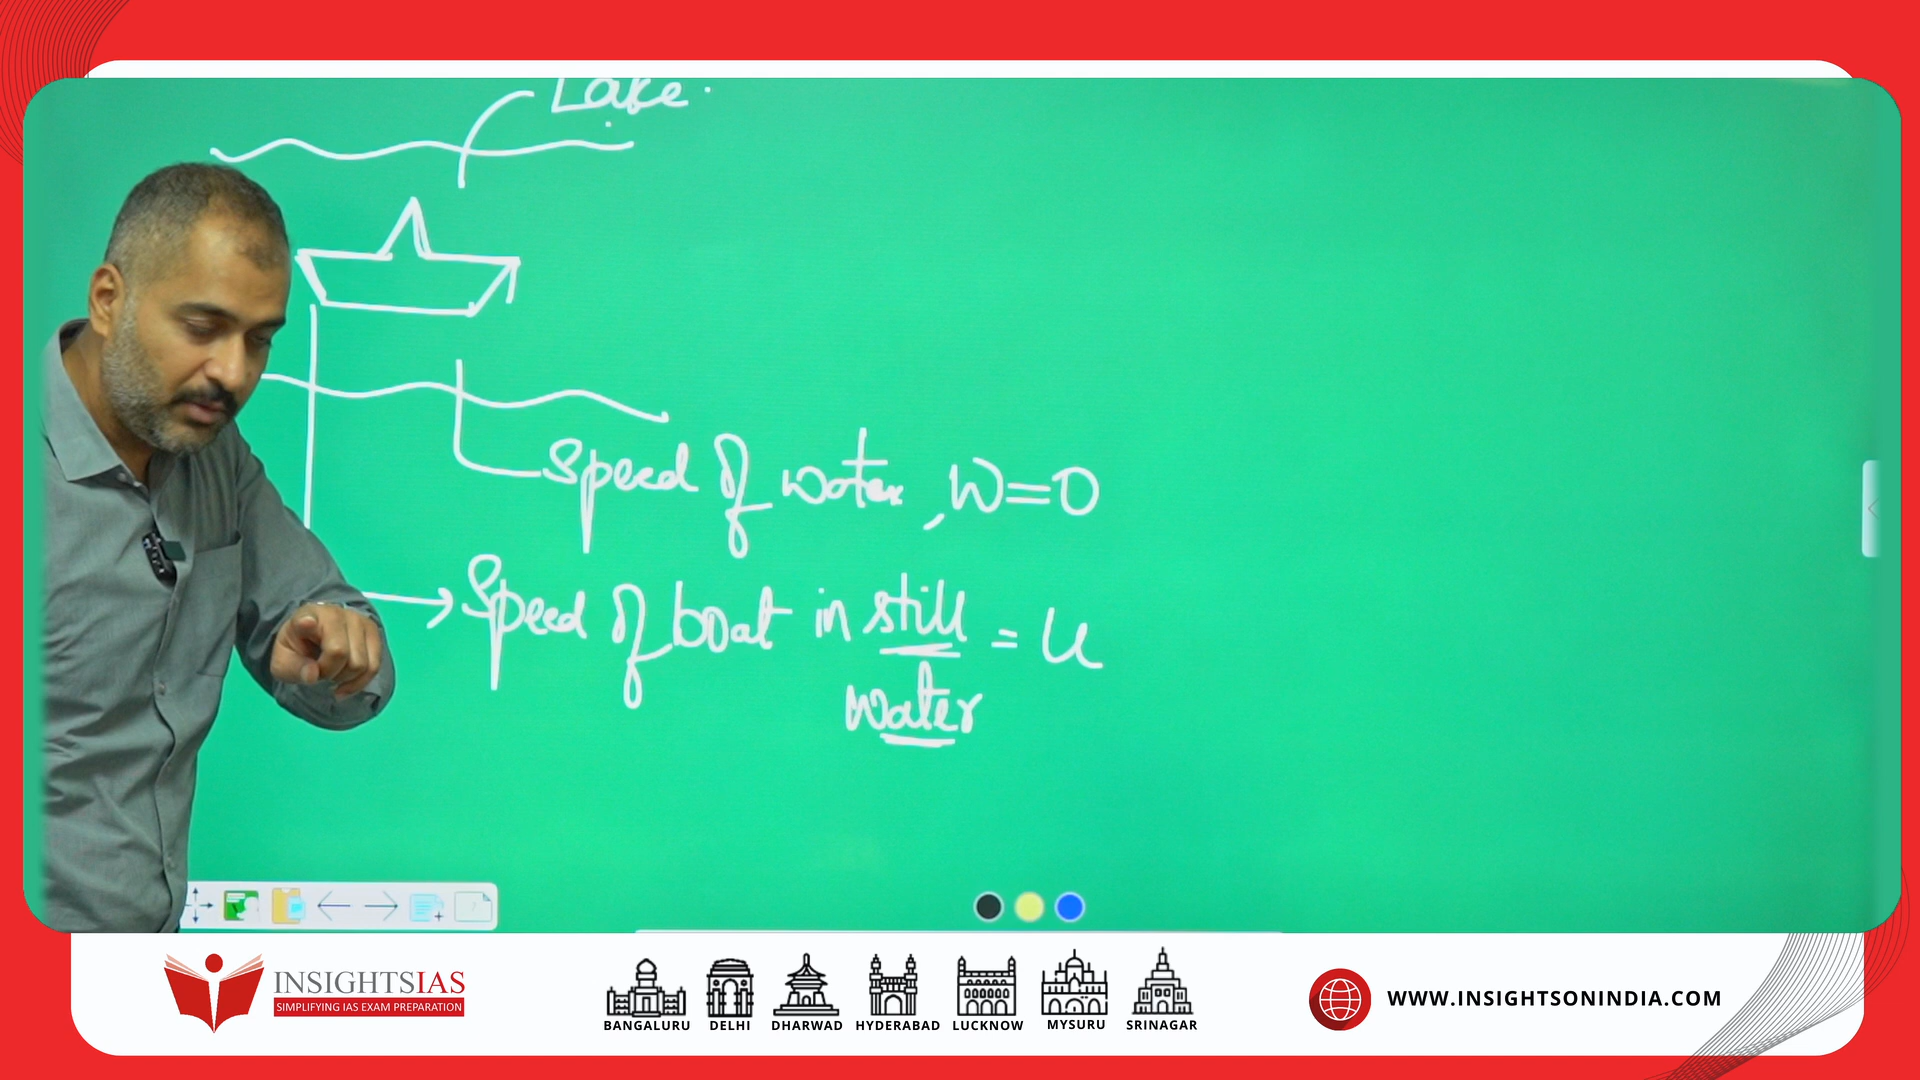 Lake.
Speed of water, W=0
Speed of boat in still = u
water
INSIGHTSIAS
SIMPLIFYING IAS EXAM PREPARATION
BANGALURU DELHI DHARWAD HYDERABAD LUCKNOW MYSURU SRINAGAR
WWW.INSIGHTSONINDIA.COM